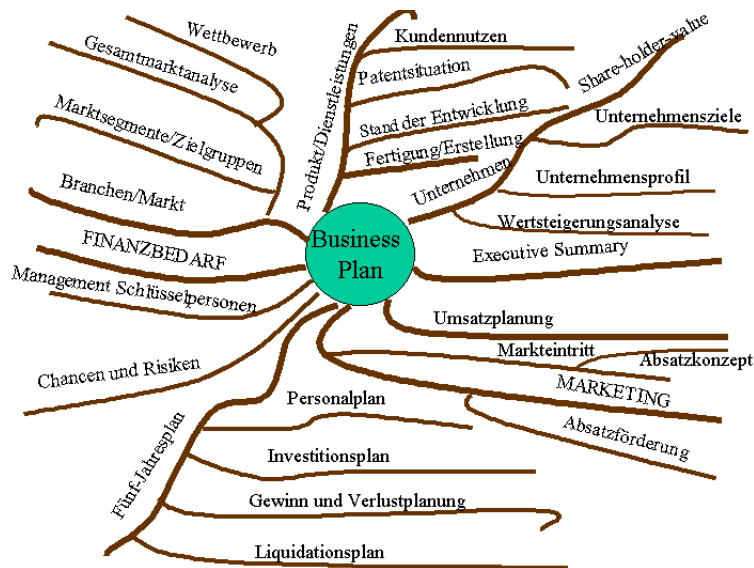 Business
Plan
Produkt/Dienstleistungen
Kundennutzen
Patentsituation
Stand der Entwicklung
Fertigung/Erstellung
Unternehmen
Share-holder-value
Unternehmensziele
Unternehmensprofil
Wertsteigerungsanalyse
Executive Summary
Umsatzplanung
Markteintritt
Absatzkonzept
MARKETING
Absatzförderung
Fünf-Jahresplan
Personalplan
Investitionsplan
Gewinn und Verlustplanung
Liquidationsplan
Chancen und Risiken
Management Schlüsselpersonen
FINANZBEDARF
Branchen/Markt
Marktsegmente/Zielgruppen
Gesamtmarktanalyse
Wettbewerb